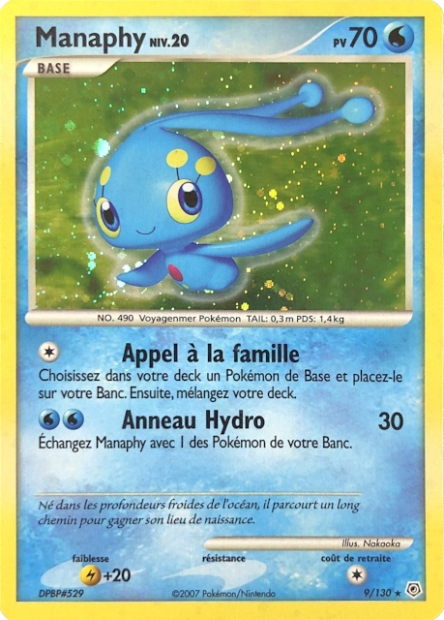 Manaphy NIV.20 PV 70
BASE
NO. 490 Voyagenmer Pokémon TAIL: 0,3 m PDS: 1,4 kg
Appel à la famille
Choisissez dans votre deck un Pokémon de Base et placez-le
sur votre Banc. Ensuite, mélangez votre deck.
Anneau Hydro 30
Échangez Manaphy avec 1 des Pokémon de votre Banc.
Né dans les profondeurs froides de l'océan, il parcourt un long
chemin pour gagner son lieu de naissance.
Illus. Nakaoka
faiblesse résistance coût de retraite
+20
DPBP#529 ©2007 Pokémon/Nintendo 9/130 ★